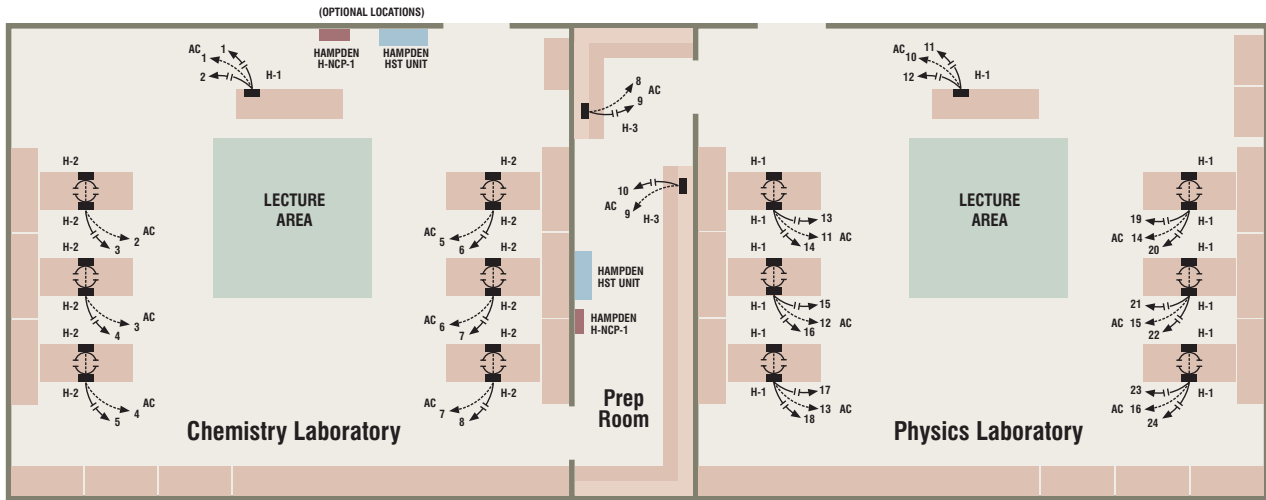 (OPTIONAL LOCATIONS)
HAMPDEN
H-NCP-1
HAMPDEN
HST UNIT
AC
1
1
2
H-1
LECTURE
AREA
H-2
H-2
AC
2
3
H-2
H-2
AC
3
4
H-2
H-2
AC
4
5
H-2
H-2
AC
5
6
H-2
H-2
AC
6
7
H-2
H-2
AC
7
8
Chemistry Laboratory
8
AC
9
H-3
10
AC
9
H-3
HAMPDEN
HST UNIT
HAMPDEN
H-NCP-1
Prep
Room
AC
11
10
12
H-1
LECTURE
AREA
H-1
H-1
13
11 AC
14
H-1
H-1
15
12 AC
16
H-1
H-1
17
13 AC
18
H-1
19
H-1
AC 14
20
H-1
21
H-1
AC 15
22
H-1
23
H-1
AC 16
24
Physics Laboratory